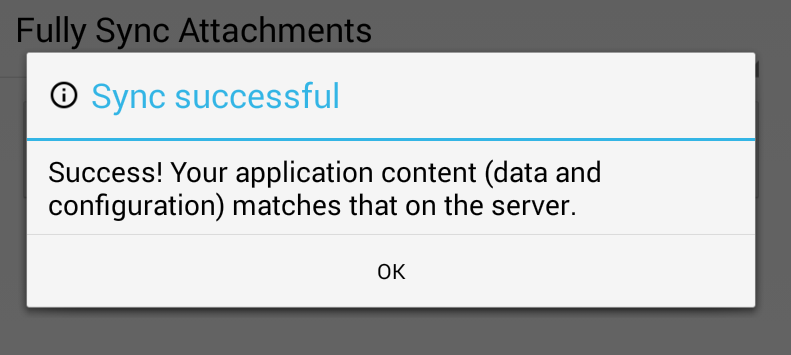 Fully Sync Attachments
Sync successful
Success! Your application content (data and
configuration) matches that on the server.
OK